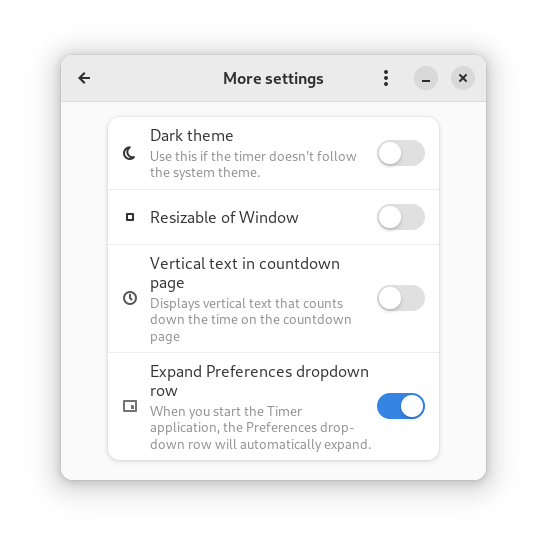 More settings
Dark theme
Use this if the timer doesn't follow
the system theme.
Resizable of Window
Vertical text in countdown
page
Displays vertical text that counts
down the time on the countdown
page
Expand Preferences dropdown
row
When you start the Timer
application, the Preferences drop-
down row will automatically expand.